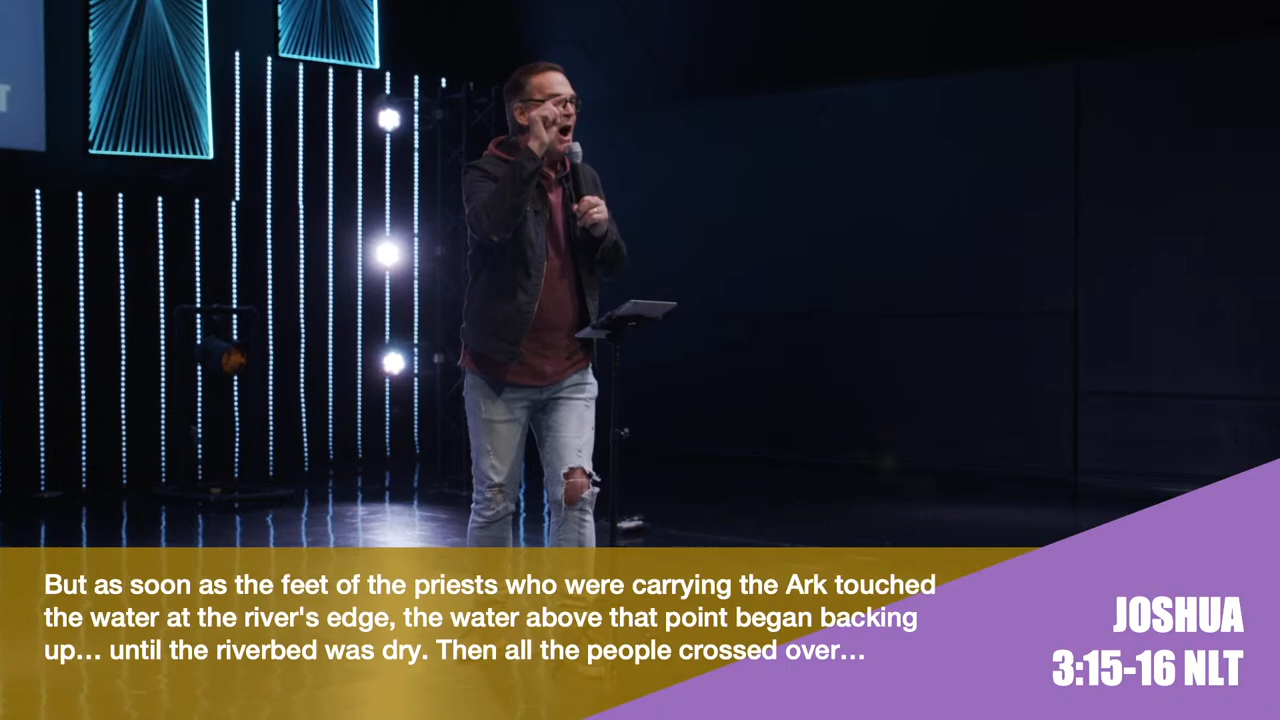 T
But as soon as the feet of the priests who were carrying the Ark touched
the water at the river's edge, the water above that point began backing
up... until the riverbed was dry. Then all the people crossed over...
JOSHUA
3:15-16 NLT